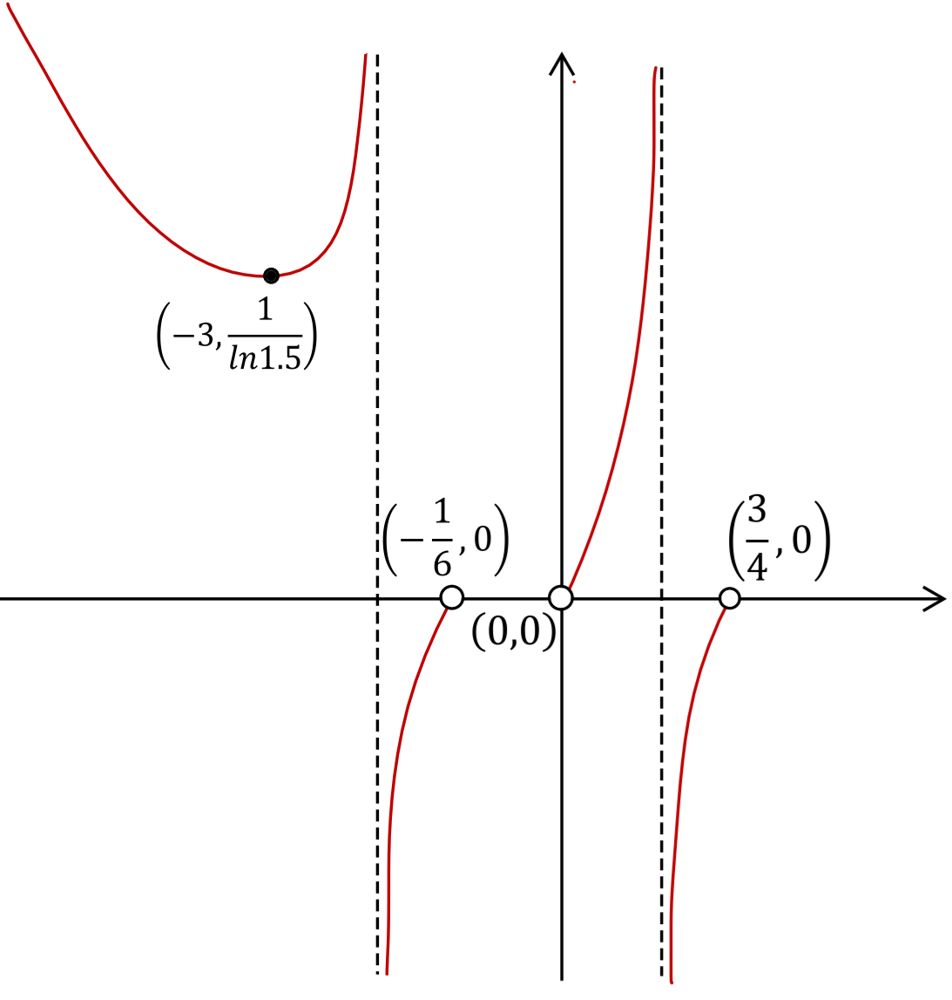 (−3, 1/ln1.5)
(−1/6, 0)
(3/4, 0)
(0,0)